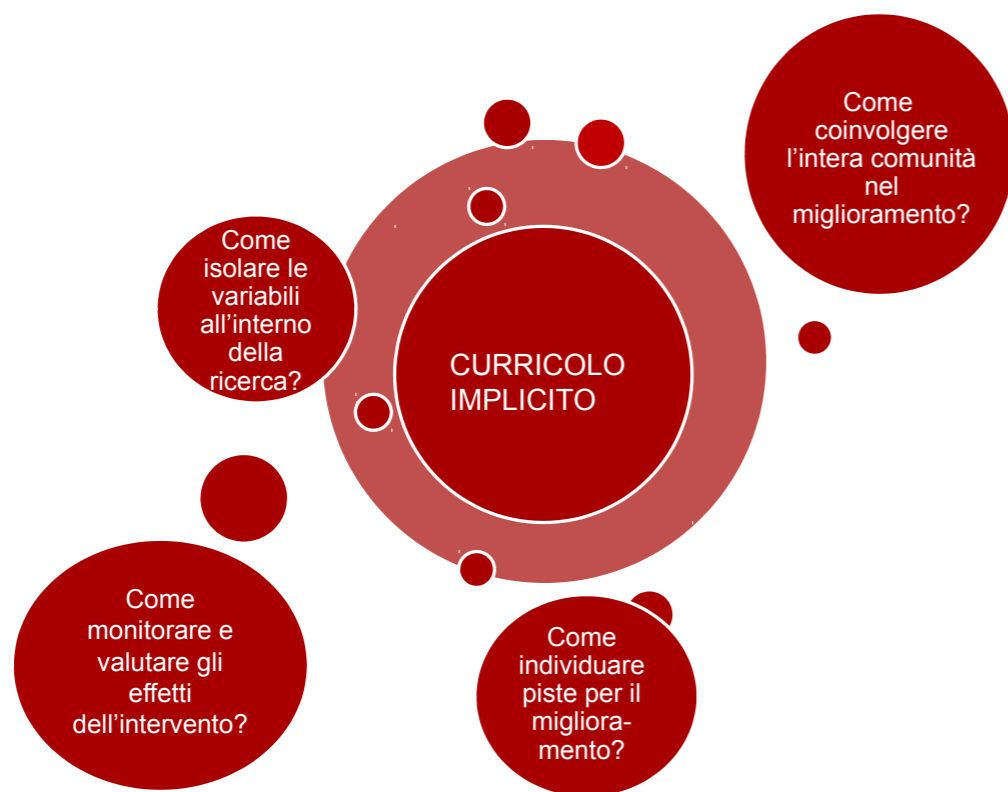 Come
coinvolgere
l'intera comunità
nel
miglioramento?
Come
isolare le
variabili
all'interno
della
ricerca?
CURRICOLO
IMPLICITO
Come
monitorare e
valutare gli
effetti
dell'intervento?
Come
individuare
piste per il
migliora-
mento?